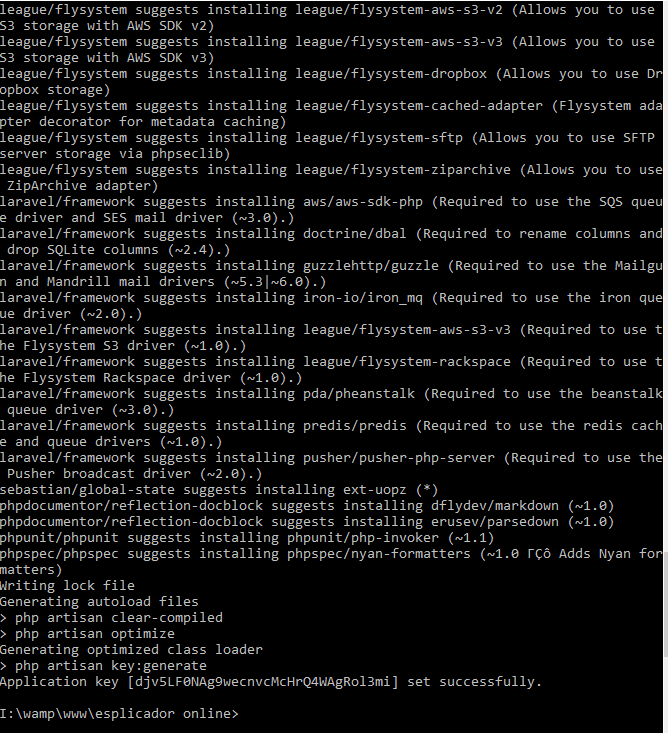 league/flysystem suggests installing league/flysystem-aws-s3-v2 (Allows you to use
S3 storage with AWS SDK v2)
league/flysystem suggests installing league/flysystem-aws-s3-v3 (Allows you to use
S3 storage with AWS SDK v3)
league/flysystem suggests installing league/flysystem-dropbox (Allows you to use Dr
opbox storage)
league/flysystem suggests installing league/flysystem-cached-adapter (Flysystem ada
pter decorator for metadata caching)
league/flysystem suggests installing league/flysystem-sftp (Allows you to use SFTP
server storage via phpseclib)
league/flysystem suggests installing league/flysystem-ziparchive (Allows you to use
 ZipArchive adapter)
laravel/framework suggests installing aws/aws-sdk-php (Required to use the SQS queu
e driver and SES mail driver (~3.0).)
laravel/framework suggests installing doctrine/dbal (Required to rename columns and
 drop SQLite columns (~2.4).)
laravel/framework suggests installing guzzlehttp/guzzle (Required to use the Mailgu
n and Mandrill mail drivers (~5.3|~6.0).)
laravel/framework suggests installing iron-io/iron_mq (Required to use the iron que
ue driver (~2.0).)
laravel/framework suggests installing league/flysystem-aws-s3-v3 (Required to use t
he Flysystem S3 driver (~1.0).)
laravel/framework suggests installing league/flysystem-rackspace (Required to use t
he Flysystem Rackspace driver (~1.0).)
laravel/framework suggests installing pda/pheanstalk (Required to use the beanstalk
 queue driver (~3.0).)
laravel/framework suggests installing predis/predis (Required to use the redis cach
e and queue drivers (~1.0).)
laravel/framework suggests installing pusher/pusher-php-server (Required to use the
 Pusher broadcast driver (~2.0).)
sebastian/global-state suggests installing ext-uopz (*)
phpdocumentor/reflection-docblock suggests installing dflydev/markdown (~1.0)
phpdocumentor/reflection-docblock suggests installing erusev/parsedown (~1.0)
phpunit/phpunit suggests installing phpunit/php-invoker (~1.1)
phpspec/phpspec suggests installing phpspec/nyan-formatters (~1.0 ΓÇô Adds Nyan for
matters)
Writing lock file
Generating autoload files
> php artisan clear-compiled
> php artisan optimize
Generating optimized class loader
> php artisan key:generate
Application key [djv5LF0NAg9wecnvcMcHrQ4WAgRol3mi] set successfully.
I:\wamp\www\esplicador online>